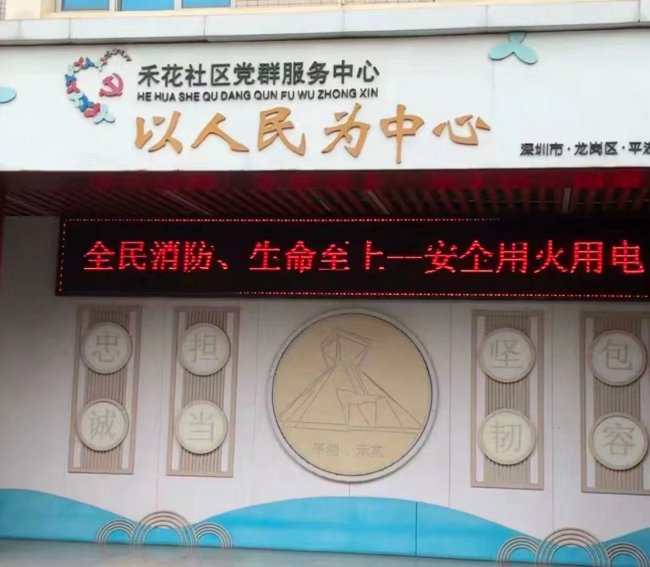 禾花社区党群服务中心
HE HUA SHE QU DANG QUN FU WU ZHONG XIN
以人民为中心
深圳市·龙岗区·平
全民消防、生命至上--安全用火用电
忠诚
担当
平湖 禾花
坚韧
包容